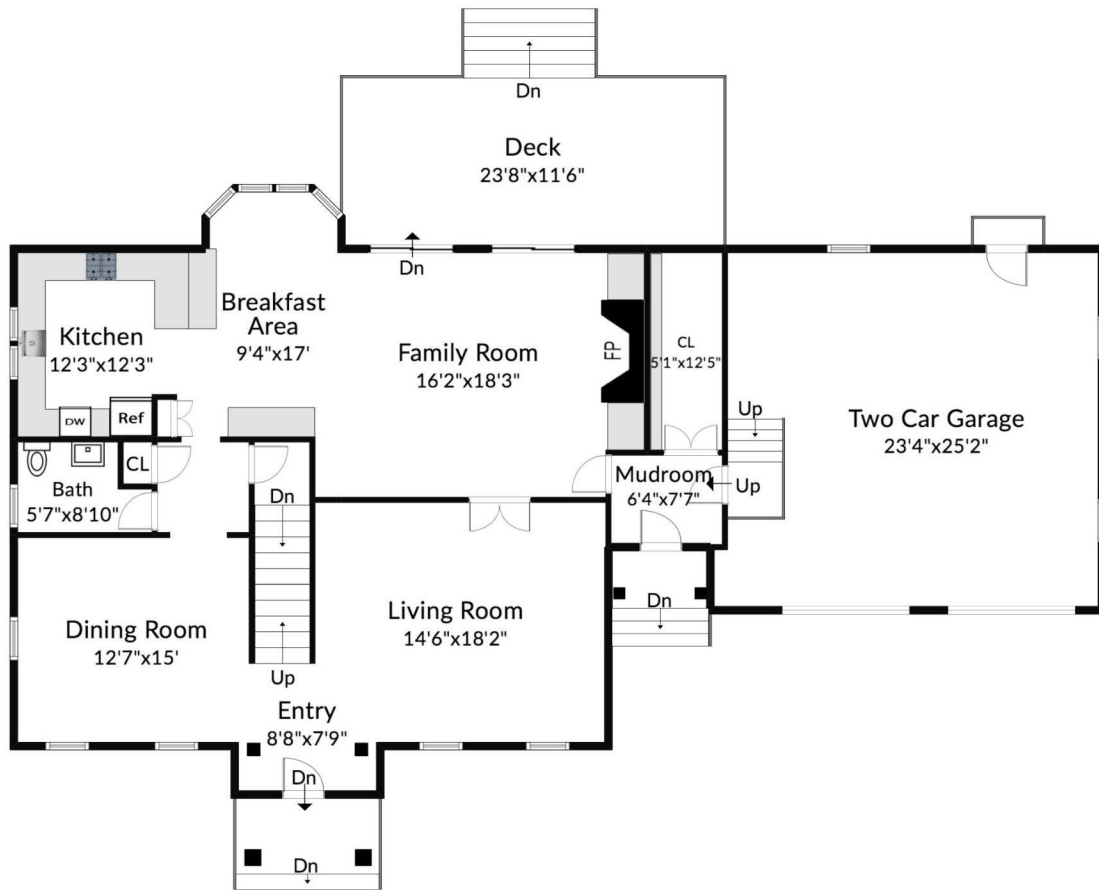 Dn
Deck
23'8"x11'6"
Dn
Breakfast
Area
9'4"x17'
Kitchen
12'3"x12'3"
Family Room
16'2"x18'3"
FP
CL
5'1"x12'5"
DW
Ref
Up
Two Car Garage
23'4"x25'2"
CL
Bath
5'7"x8'10"
Dn
Mudroom
6'4"x7'7"
Up
Dining Room
12'7"x15'
Living Room
14'6"x18'2"
Dn
Up
Entry
8'8"x7'9"
Dn
Dn